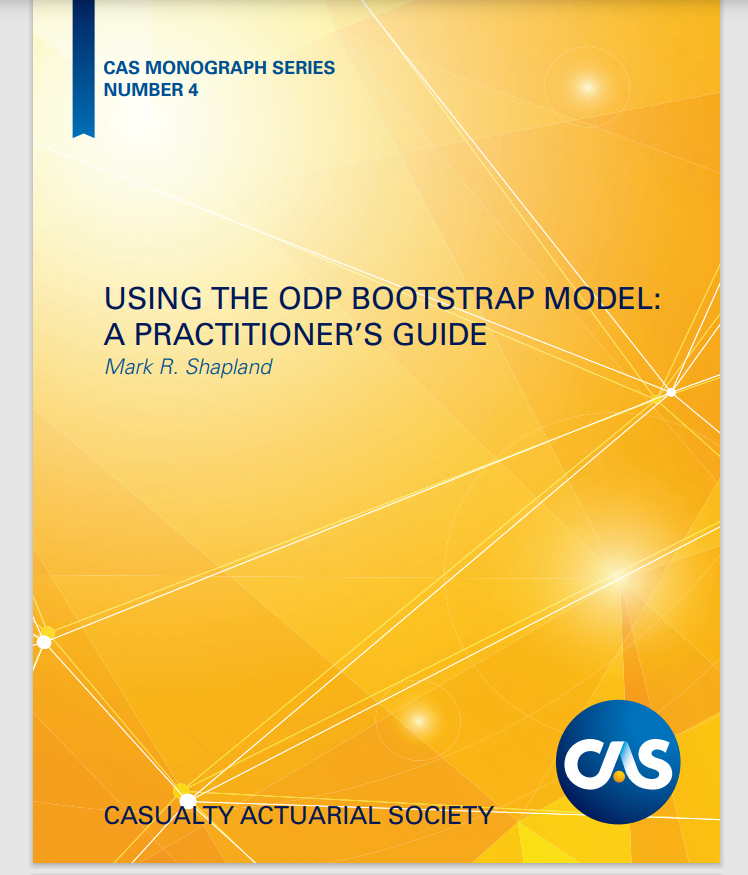 CAS MONOGRAPH SERIES
NUMBER 4
USING THE ODP BOOTSTRAP MODEL:
A PRACTITIONER'S GUIDE
Mark R. Shapland
CASUALTY ACTUARIAL SOCIETY
CAS